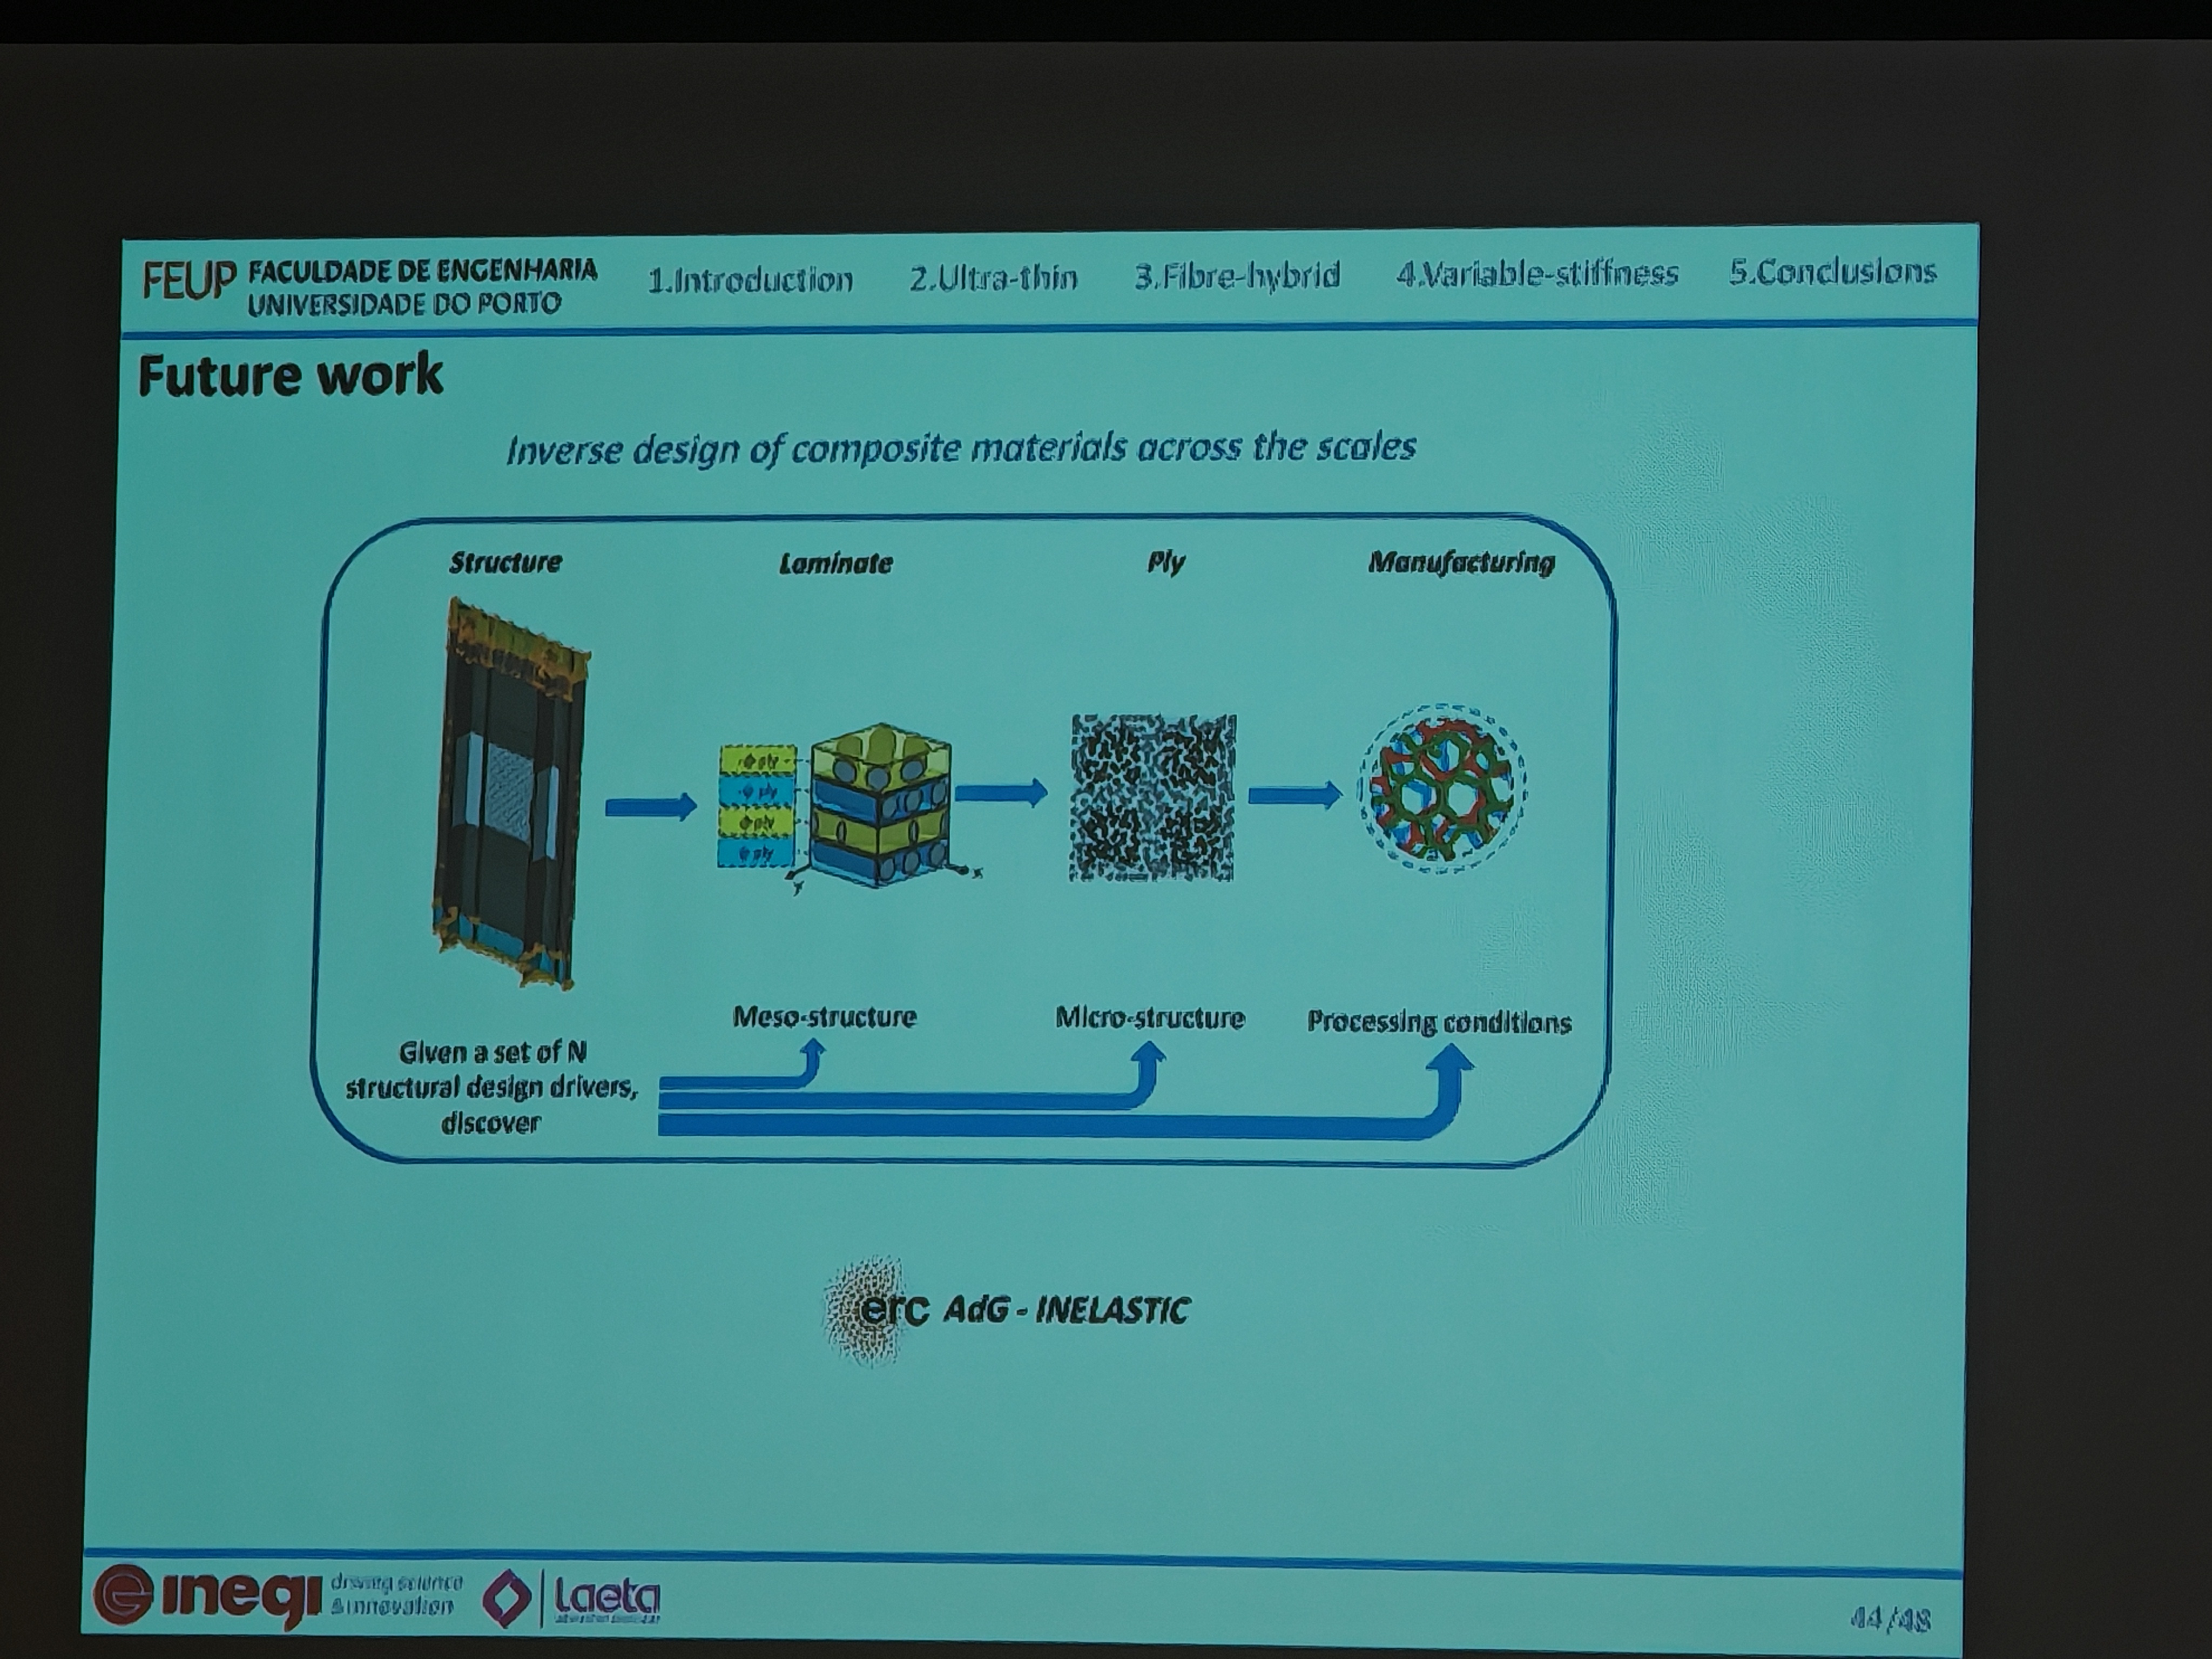 FEUP FACULDADE DE ENGENHARIA
UNIVERSIDADE DO PORTO
1.Introduction 2.Ultra-thin 3.Fibre-hybrid 4.Variable-stiffness 5.Conclusions
Future work
Inverse design of composite materials across the scales
Structure Laminate Ply Manufacturing
ply
ply
ply
ply
y x
Meso-structure Micro-structure Processing conditions
Given a set of N
structural design drivers,
discover
erc AdG - INELASTIC
inegi driving science
& innovation
laeta
44/48